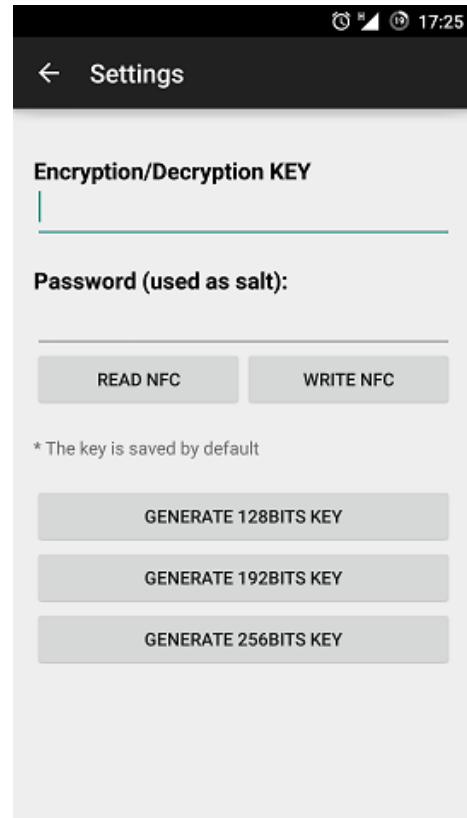 H 19 17:25
Settings
Encryption/Decryption KEY
Password (used as salt):
READ NFC WRITE NFC
* The key is saved by default
GENERATE 128BITS KEY
GENERATE 192BITS KEY
GENERATE 256BITS KEY